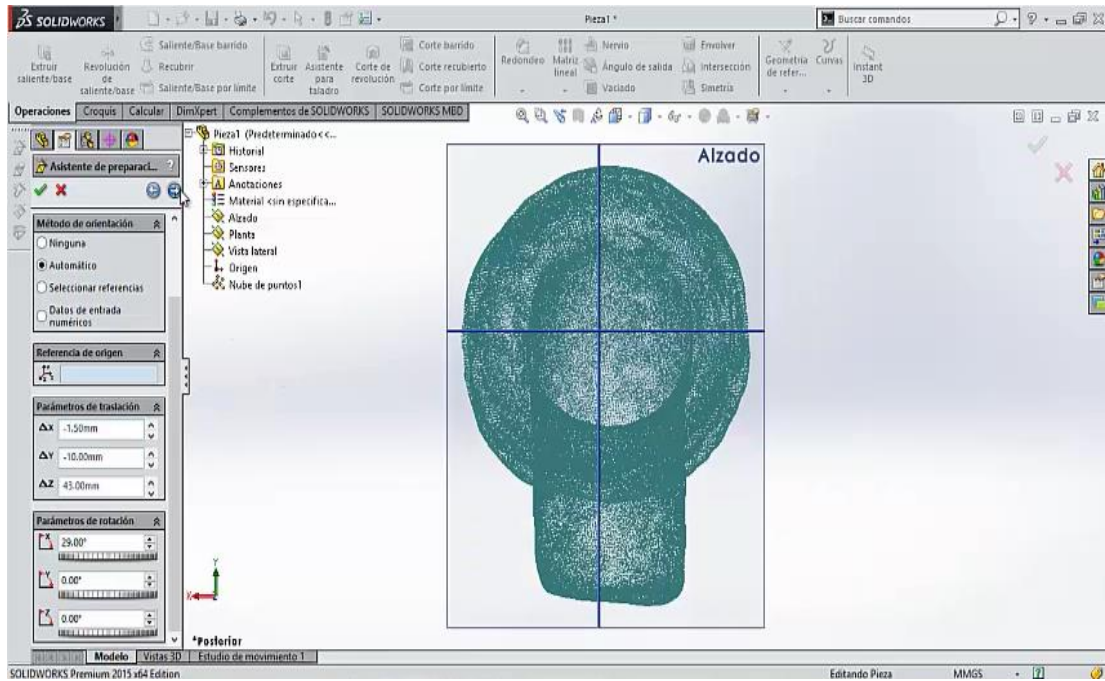 SOLIDWORKS
Pieza1 *
Buscar comandos
Extruir saliente/base
Revolución de saliente/base
Saliente/Base barrido
Recubrir
Saliente/Base por límite
Extruir corte
Asistente para taladro
Corte de revolución
Corte barrido
Corte recubierto
Corte por límite
Redondeo
Matriz lineal
Nervio
Ángulo de salida
Vaciado
Envolver
Intersección
Simetría
Geometría de refer...
Curvas
Instant 3D
Operaciones
Croquis
Calcular
DimXpert
Complementos de SOLIDWORKS
SOLIDWORKS MBD
Asistente de preparaci...
?
Método de orientación
Ninguna
Automático
Seleccionar referencias
Datos de entrada
numéricos
Referencia de origen
Parámetros de traslación
ΔX -1.50mm
ΔY -10.00mm
ΔZ 43.00mm
Parámetros de rotación
X 29.00°
Y 0.00°
Z 0.00°
Pieza1 (Predeterminado<<...
Historial
Sensores
Anotaciones
Material <sin especifica...
Alzado
Planta
Vista lateral
Origen
Nube de puntos1
Alzado
Y
X
*Posterior
Modelo
Vistas 3D
Estudio de movimiento 1
SOLIDWORKS Premium 2015 x64 Edition
Editando Pieza
MMGS